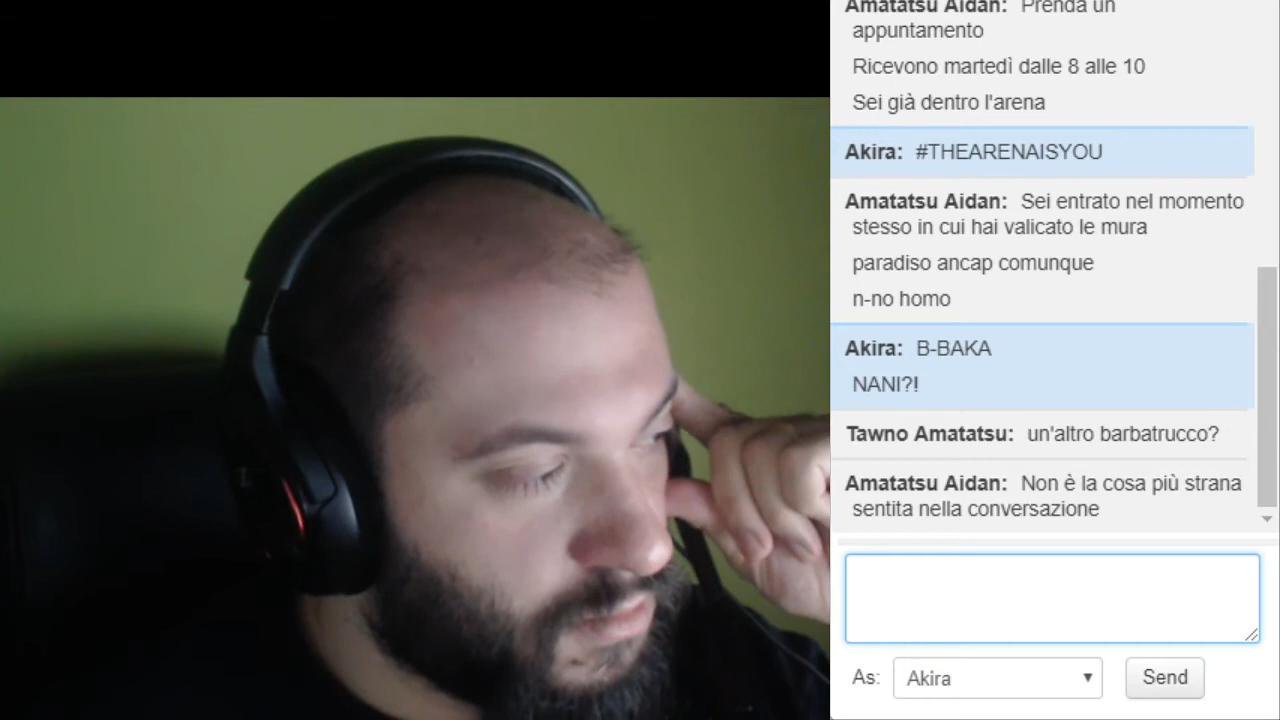 Amatatsu Aidan: Prenda un
appuntamento
Ricevono martedì dalle 8 alle 10
Sei già dentro l'arena
Akira: #THEARENAISYOU
Amatatsu Aidan: Sei entrato nel momento
stesso in cui hai valicato le mura
paradiso ancap comunque
n-no homo
Akira: B-BAKA
NANI?!
Tawno Amatatsu: un'altro barbatrucco?
Amatatsu Aidan: Non è la cosa più strana
sentita nella conversazione
As: Akira Send